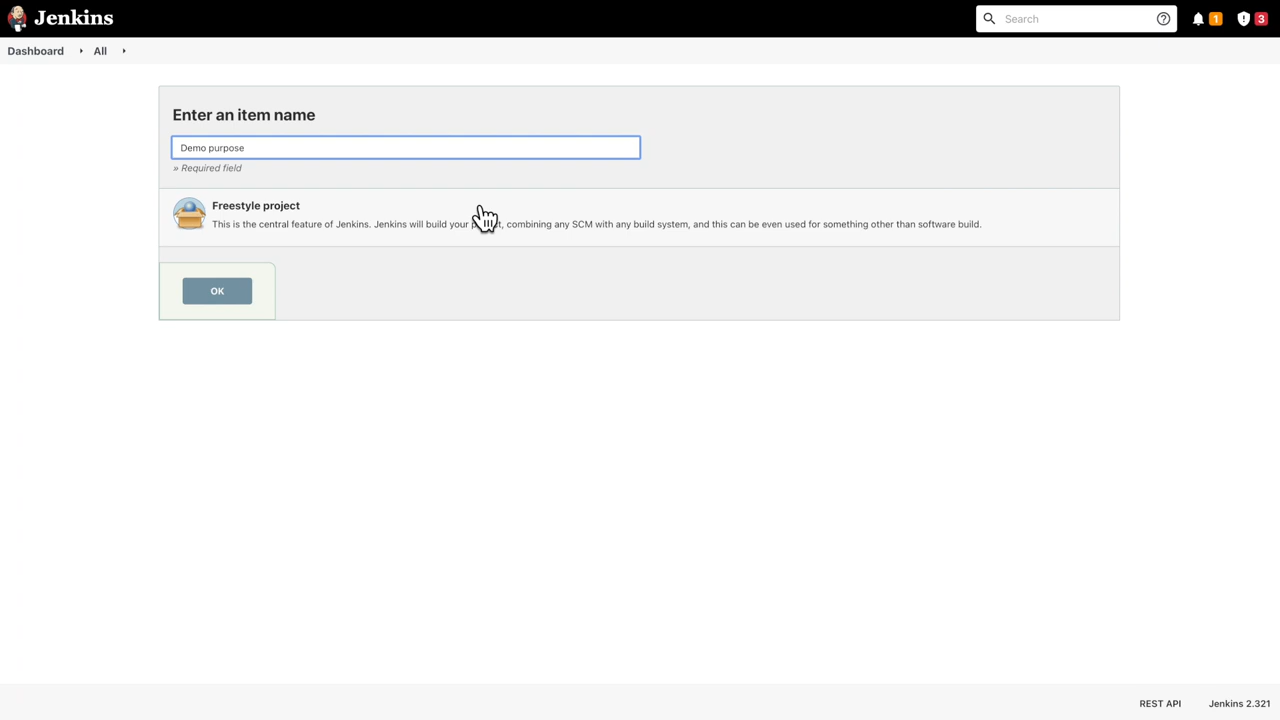 Jenkins
Search
1
3
Dashboard
All
Enter an item name
Demo purpose
» Required field
Freestyle project
This is the central feature of Jenkins. Jenkins will build your p t, combining any SCM with any build system, and this can be even used for something other than software build.
OK
REST API
Jenkins 2.321